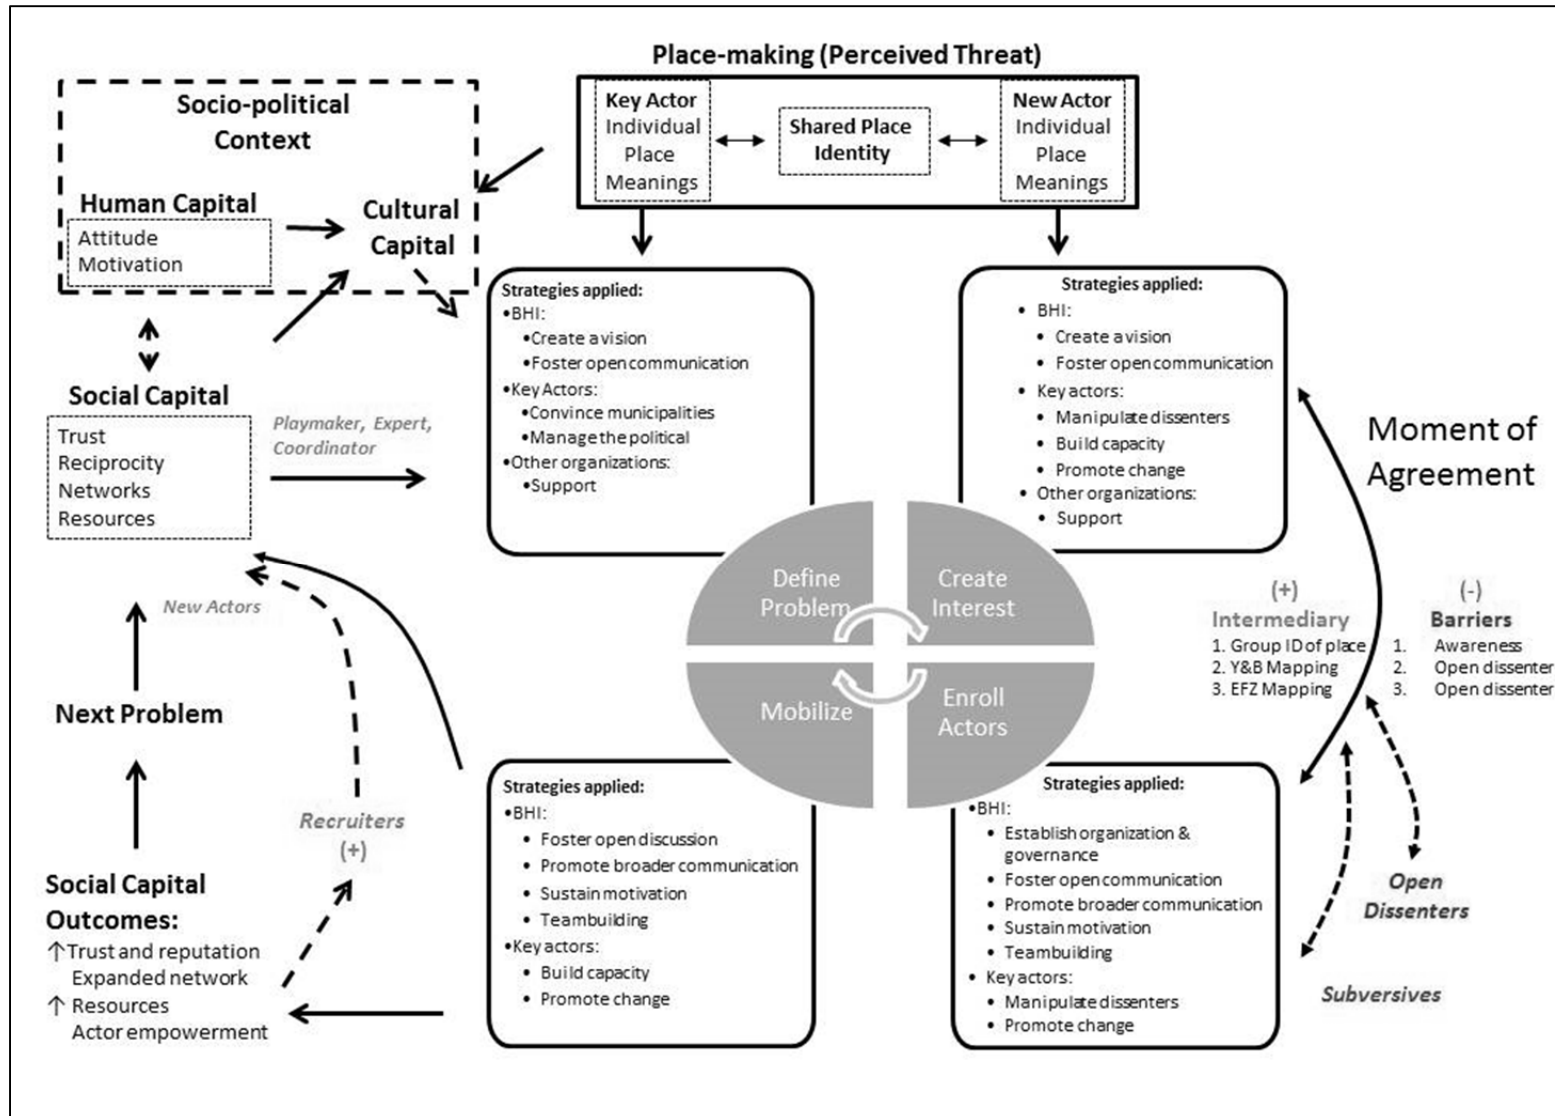 Place-making (Perceived Threat)
Key Actor
Individual
Place
Meanings
Shared Place
Identity
New Actor
Individual
Place
Meanings
Socio-political
Context
Human Capital
Attitude
Motivation
Cultural
Capital
Social Capital
Trust
Reciprocity
Networks
Resources
Playmaker, Expert,
Coordinator
Strategies applied:
•BHI:
•Create a vision
•Foster open communication
•Key Actors:
•Convince municipalities
•Manage the political
•Other organizations:
•Support
Strategies applied:
• BHI:
• Create a vision
• Foster open communication
• Key actors:
• Manipulate dissenters
• Build capacity
• Promote change
• Other organizations:
• Support
Moment of
Agreement
Define
Problem
Create
Interest
Mobilize
Enroll
Actors
(+)
Intermediary
1. Group ID of place
2. Y&B Mapping
3. EFZ Mapping
(-)
Barriers
1. Awareness
2. Open dissenter
3. Open dissenter
New Actors
Next Problem
Recruiters
(+)
Social Capital
Outcomes:
↑Trust and reputation
Expanded network
↑ Resources
Actor empowerment
Strategies applied:
•BHI:
• Foster open discussion
• Promote broader communication
• Sustain motivation
• Teambuilding
•Key actors:
• Build capacity
• Promote change
Strategies applied:
•BHI:
• Establish organization &
governance
• Foster open communication
• Promote broader communication
• Sustain motivation
• Teambuilding
• Key actors:
• Manipulate dissenters
• Promote change
Open
Dissenters
Subversives